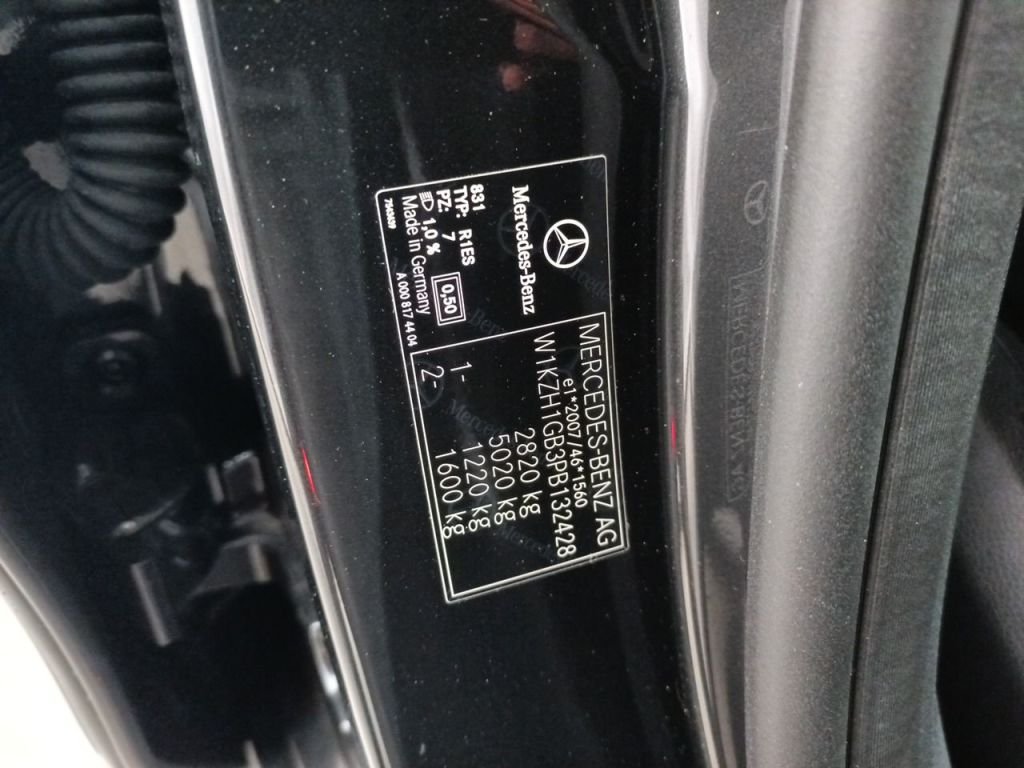 Mercedes-Benz
831
TYP: R1ES
PZ: 7 0,50
1,0 %
Made in Germany
A 000 817 44 04
MERCEDES-BENZ AG
e1*2007/46*1560
W1KZH1GB3PB132428
2820 kg
5020 kg
1- 1220 kg
2- 1600 kg